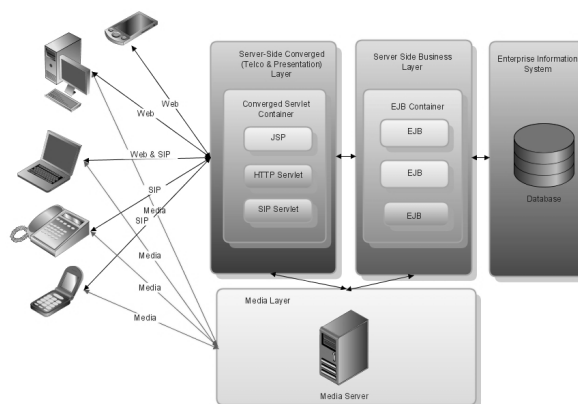 Server-Side Converged
(Telco & Presentation)
Layer
Converged Servlet
Container
JSP
HTTP Servlet
SIP Servlet
Server Side Business
Layer
EJB Container
EJB
EJB
EJB
Enterprise Information
System
Database
Web
Web
Web & SIP
SIP
Media
SIP
Media
Media
Media
Media Layer
Media Server